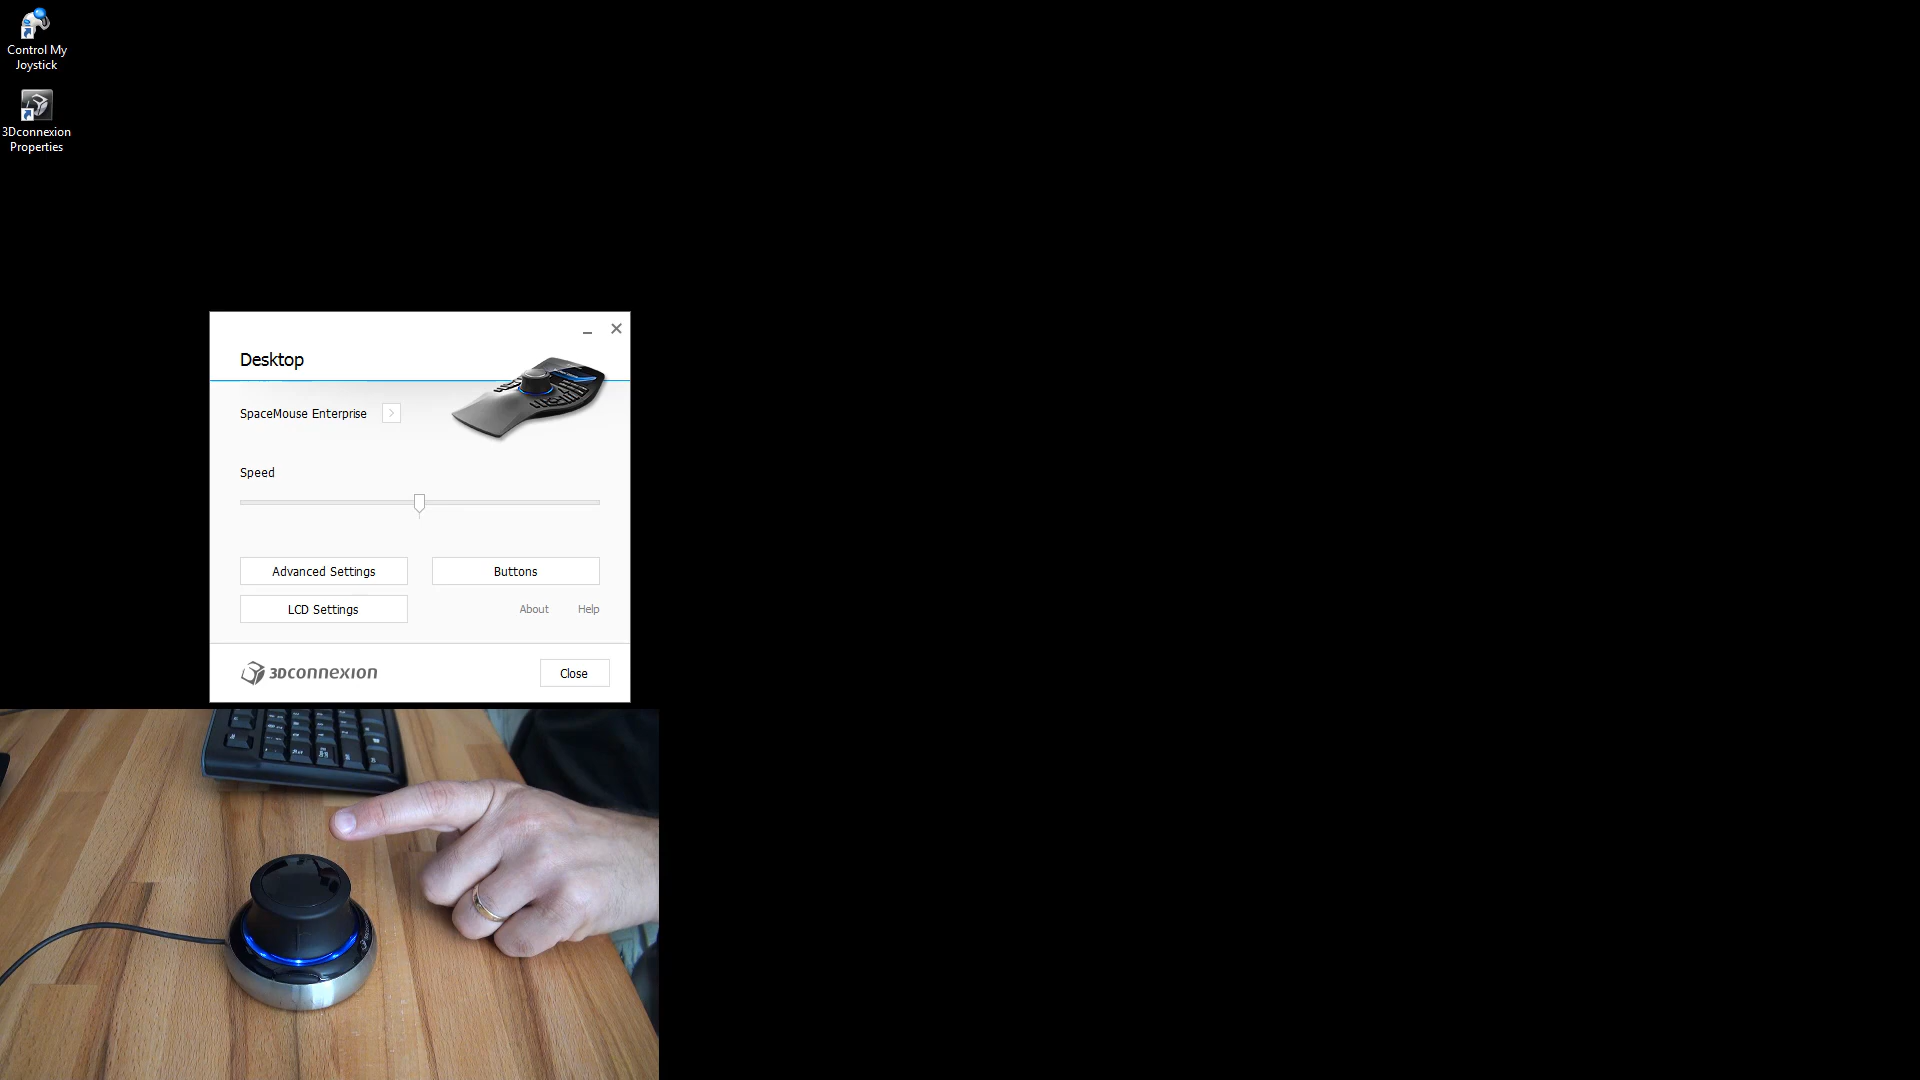 Control My
Joystick
3Dconnexion
Properties
Desktop
SpaceMouse Enterprise
Speed
Advanced Settings
Buttons
LCD Settings
About
Help
3Dconnexion
Close